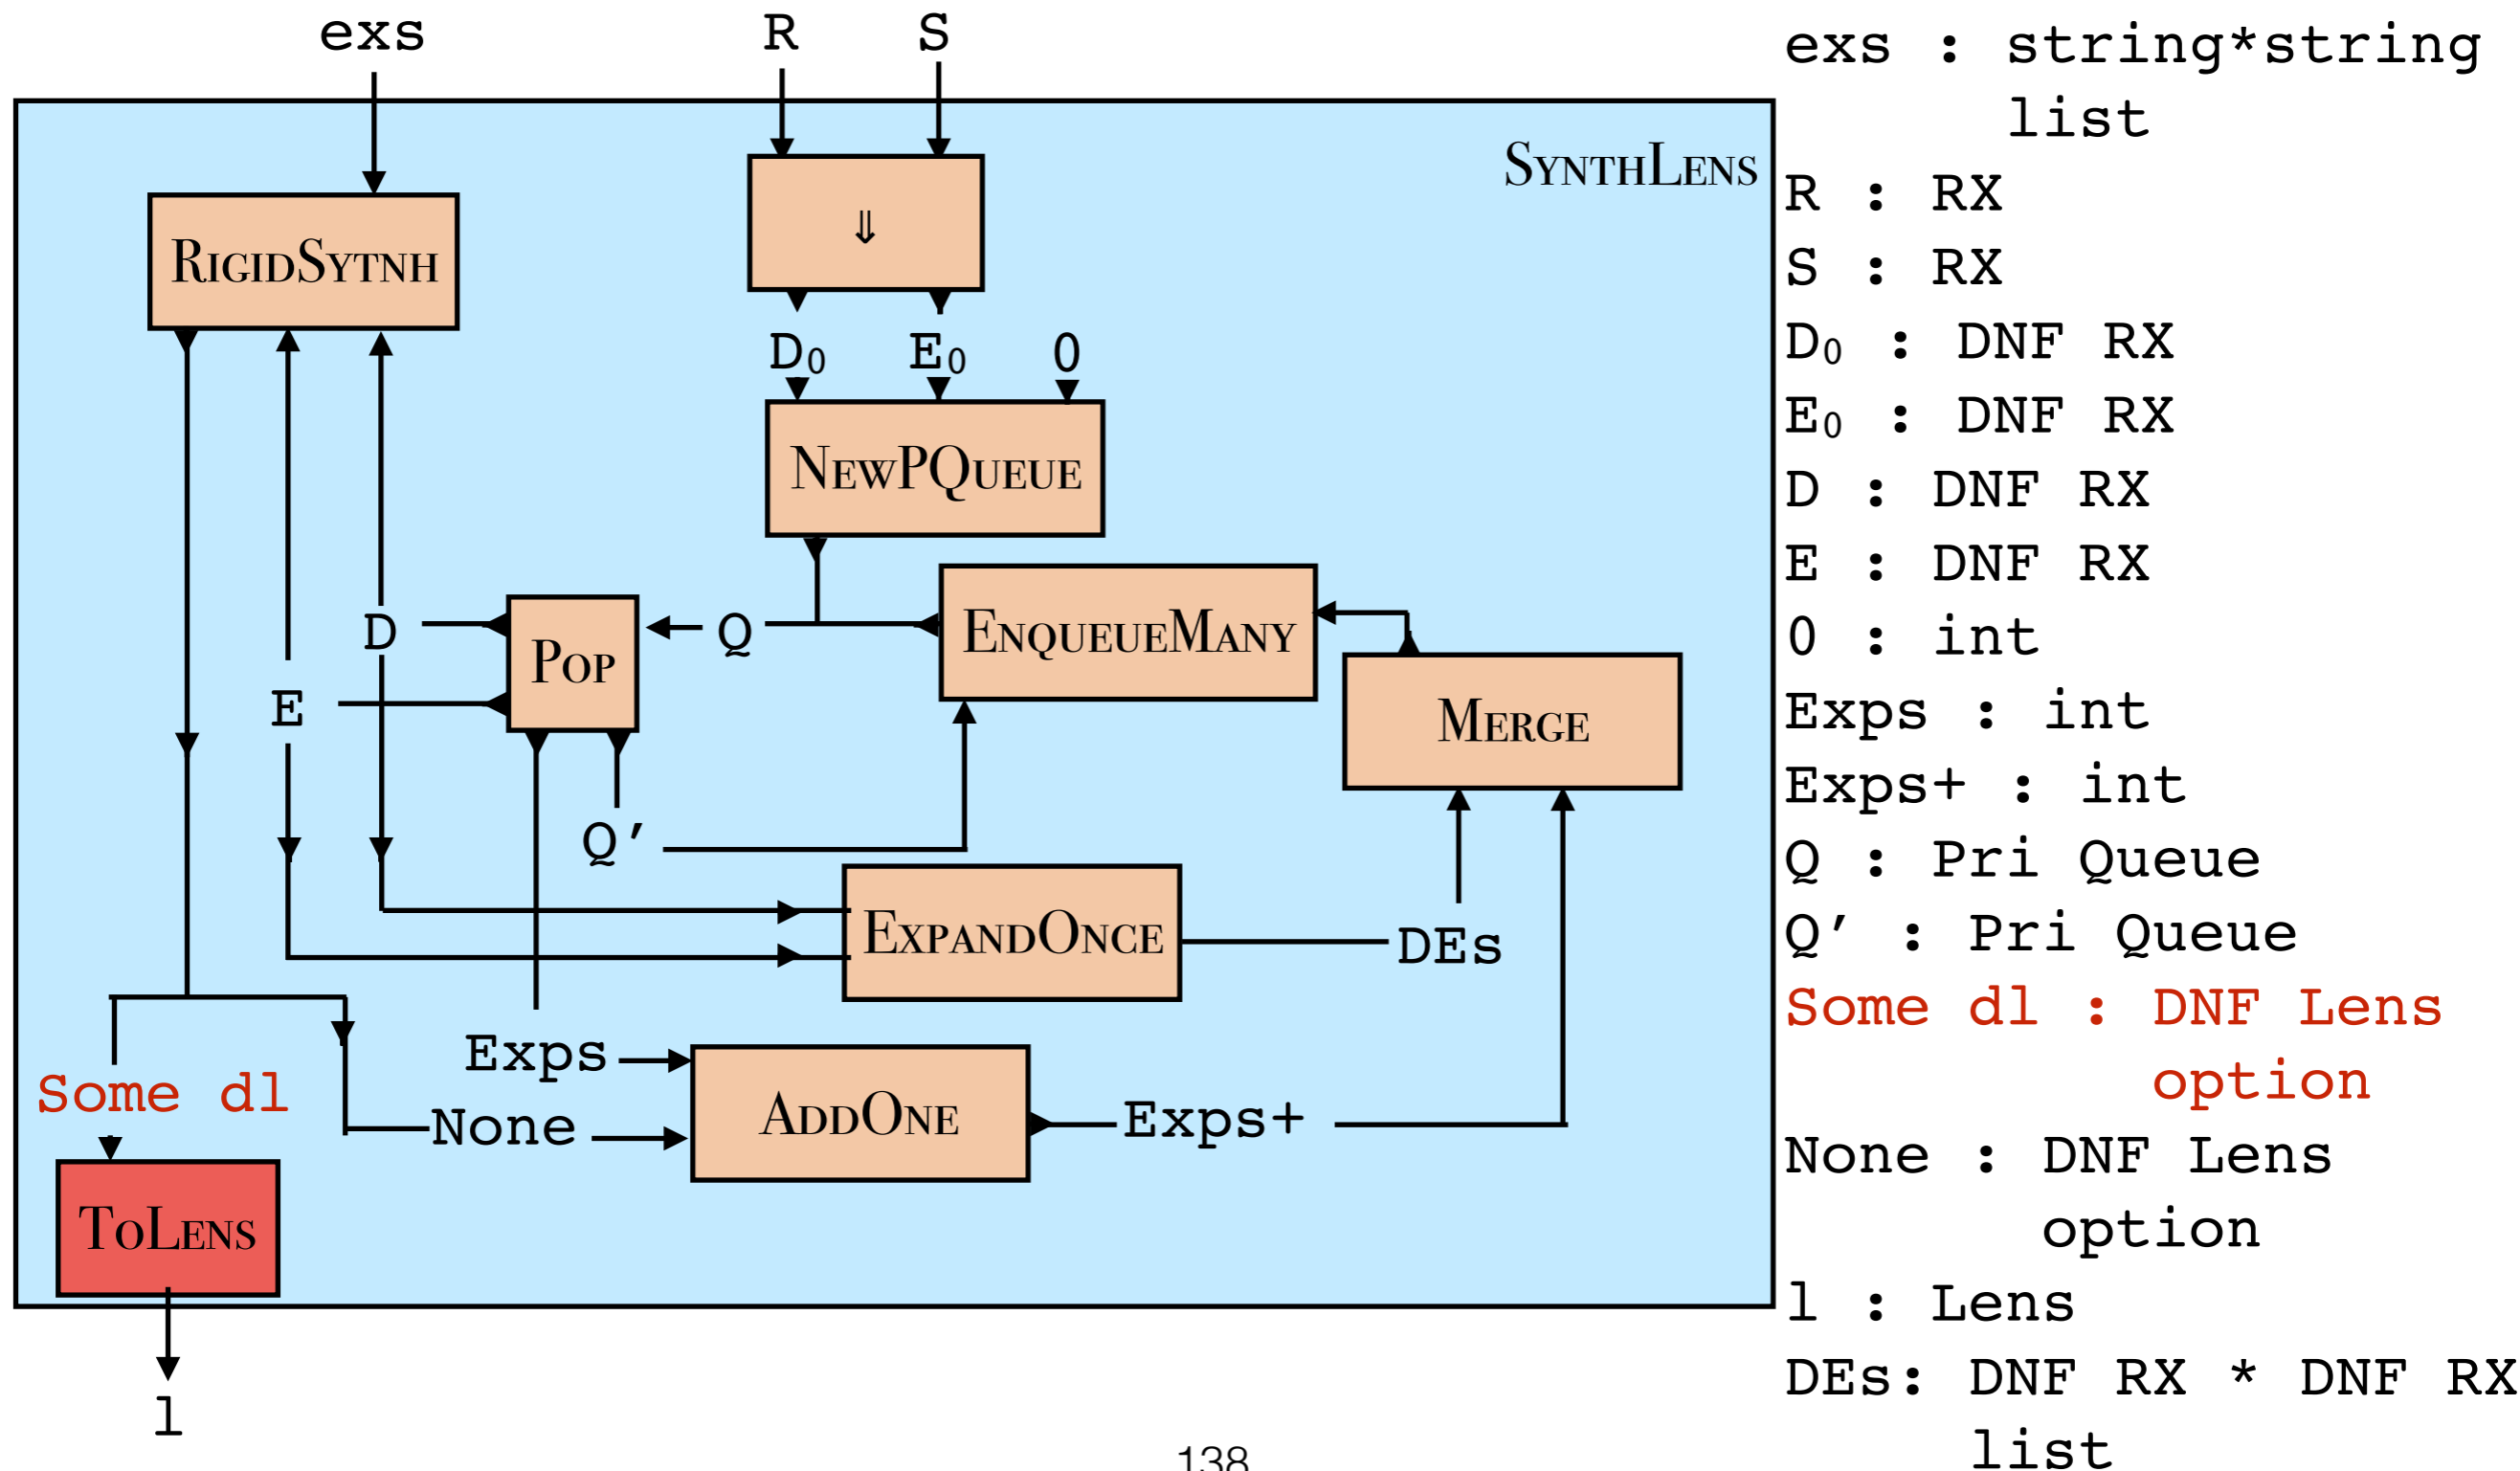 exs
R
S
SYNTHLENS
RIGIDSYTNH
⇓
D₀
E₀
0
NEWPQUEUE
D
POP
Q
ENQUEUEMANY
E
MERGE
Q’
EXPANDONCE
DEs
Exps
Some dl
None
ADDONE
Exps+
TOLENS
l
exs : string*string
list
R : RX
S : RX
D₀ : DNF RX
E₀ : DNF RX
D : DNF RX
E : DNF RX
0 : int
Exps : int
Exps+ : int
Q : Pri Queue
Q’ : Pri Queue
Some dl : DNF Lens
option
None : DNF Lens
option
l : Lens
DEs: DNF RX * DNF RX
list
138